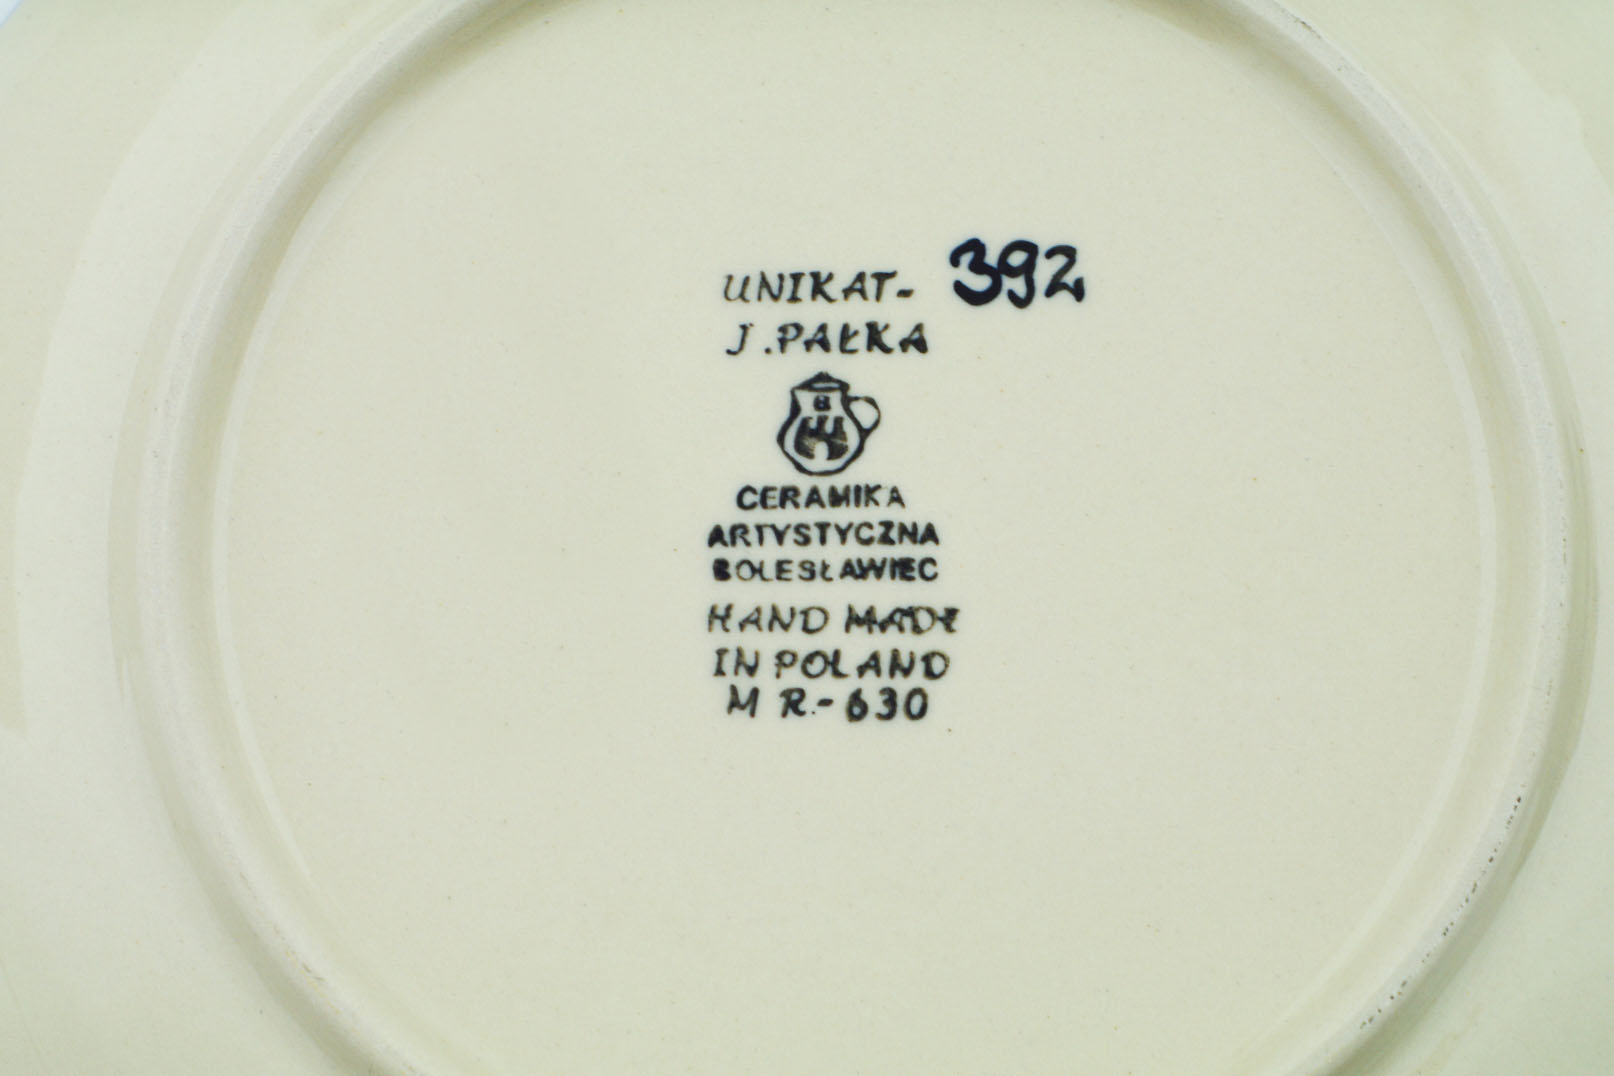 UNIKAT- 392
J.PAŁKA
B
CERAMIKA
ARTYSTYCZNA
BOLESŁAWIEC
HAND MADE
IN POLAND
M R.-630